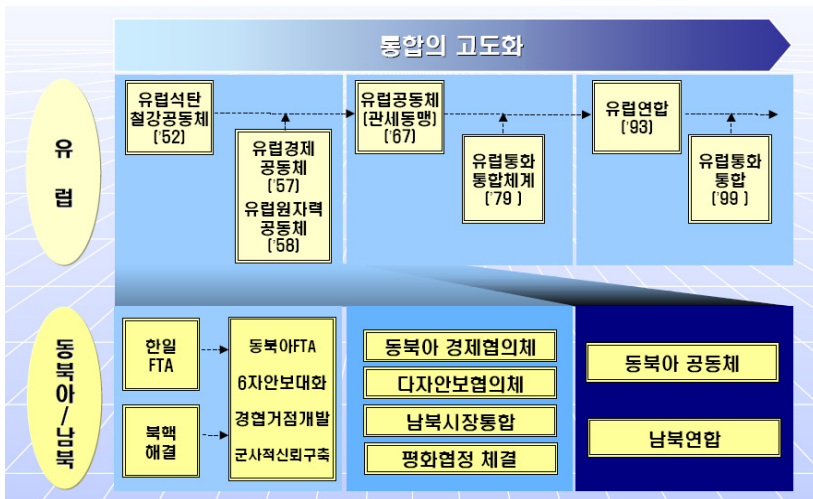 통합의 고도화
유
럽
유럽석탄
철강공동체
('52)
유럽경제
공동체
('57)
유럽원자력
공동체
('58)
유럽공동체
(관세동맹)
('67)
유럽통화
통합체계
('79 )
유럽연합
('93)
유럽통화
통합
('99 )
동북아/남북
한일
FTA
북핵
해결
동북아FTA
6자안보대화
경협거점개발
군사적신뢰구축
동북아 경제협의체
다자안보협의체
남북시장통합
평화협정 체결
동북아 공동체
남북연합